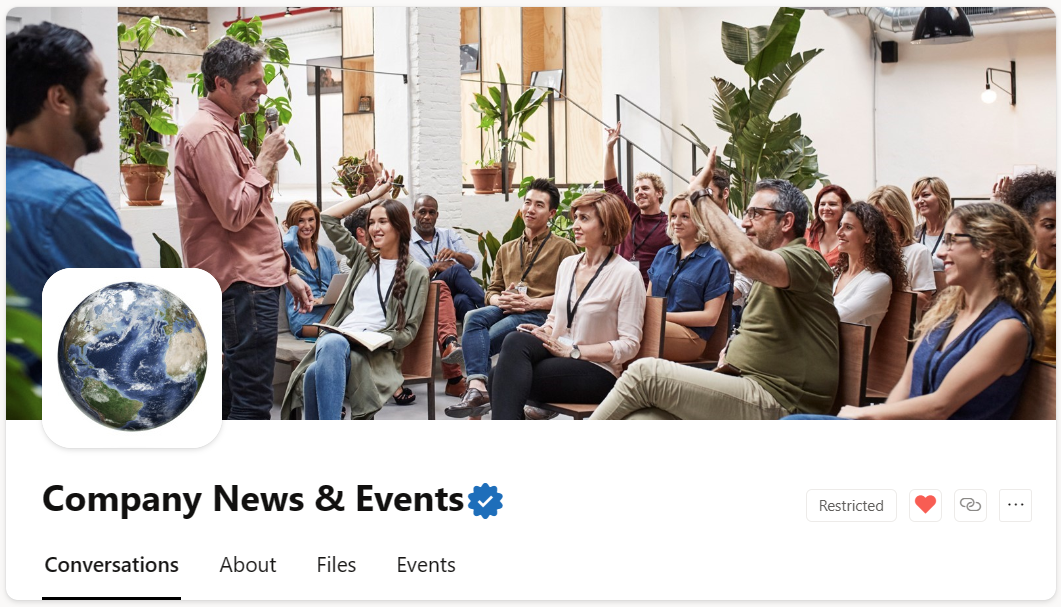 Company News & Events
Restricted
Conversations About Files Events